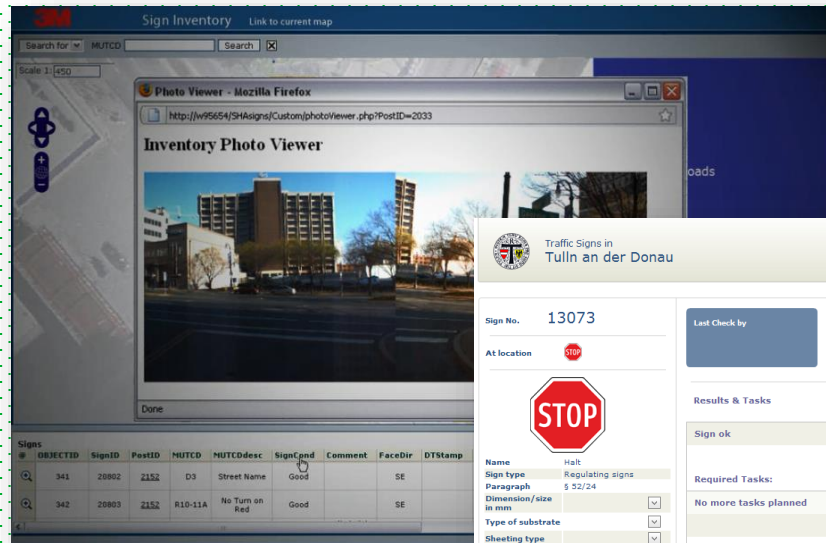 3M Sign Inventory Link to current map
Search for MUTCD Search
Scale 1: 450
Photo Viewer - Mozilla Firefox
http://w95654/SHAsigns/Custom/photoViewer.php?PostID=2033
Inventory Photo Viewer
oads
Done
Traffic Signs in
Tulln an der Donau
Sign No. 13073
At location STOP
STOP
Name Halt
Sign type Regulating signs
Paragraph § 52/24
Dimension/size
in mm
Type of substrate
Sheeting type
Last Check by
Results & Tasks
Sign ok
Required Tasks:
No more tasks planned
Signs
# OBJECTID SignID PostID MUTCD MUTCDdesc SignCond Comment FaceDir DTStamp
341 20802 2152 D3 Street Name Good SE
342 20803 2152 R10-11A No Turn on
Red Good SE